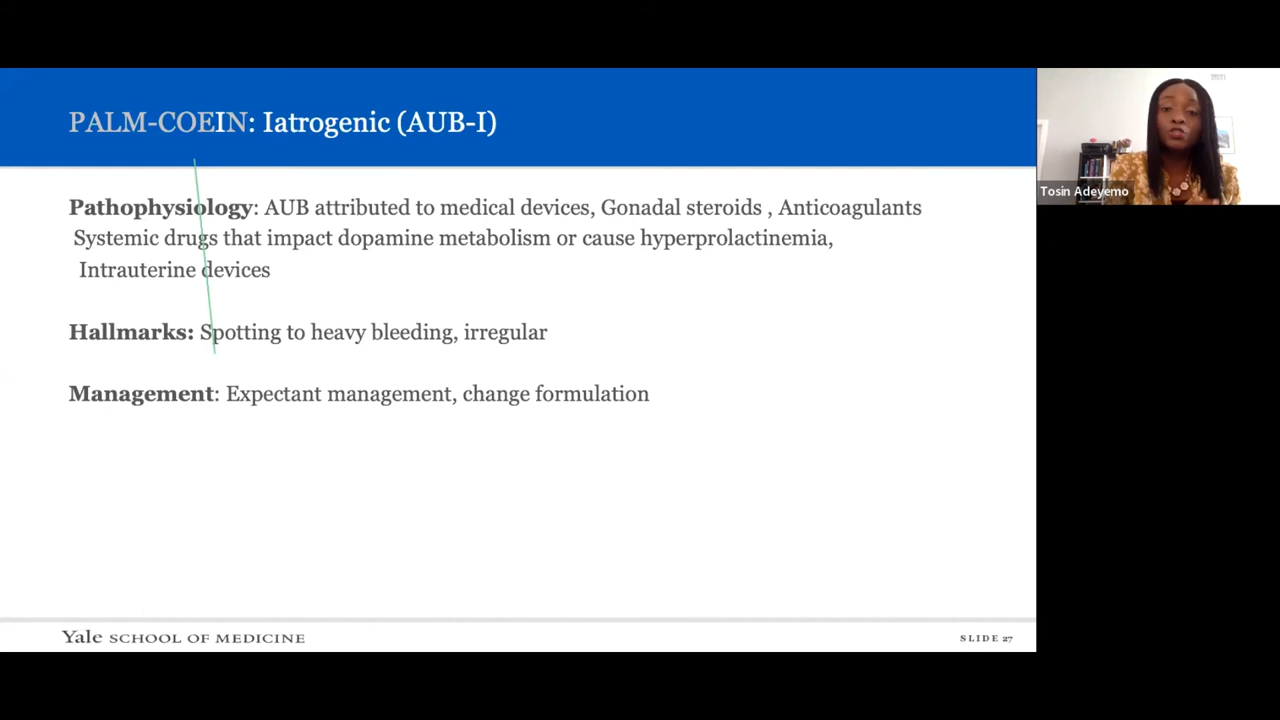 PALM-COEIN: Iatrogenic (AUB-I)
Pathophysiology: AUB attributed to medical devices, Gonadal steroids , Anticoagulants
Systemic drugs that impact dopamine metabolism or cause hyperprolactinemia,
Intrauterine devices
Hallmarks: Spotting to heavy bleeding, irregular
Management: Expectant management, change formulation
Yale SCHOOL OF MEDICINE
SLIDE 27
Tosin Adeyemo